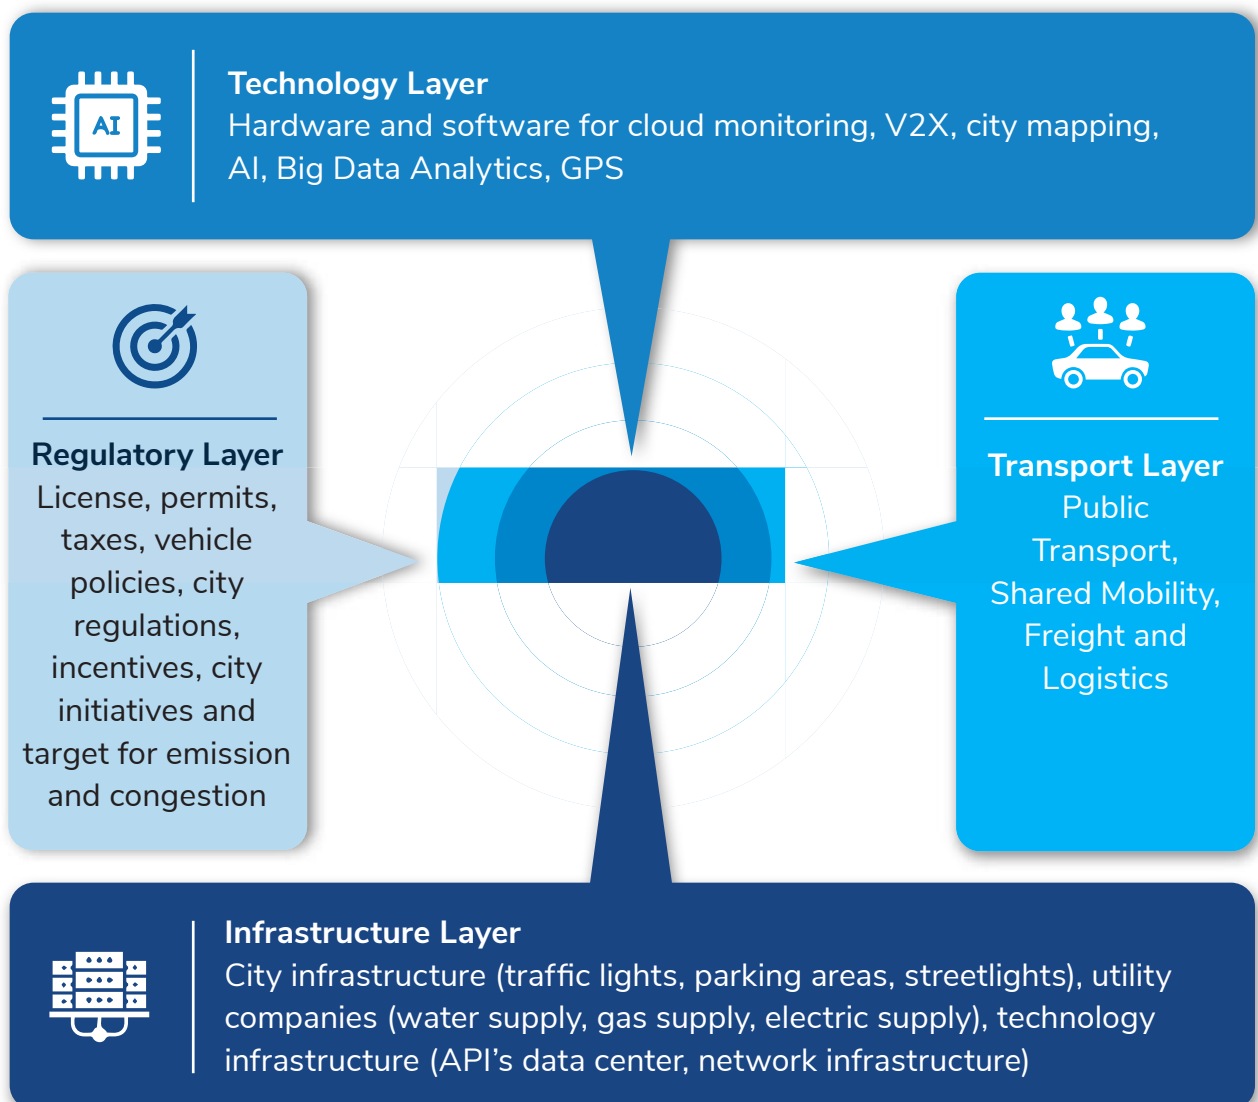 AI
Technology Layer
Hardware and software for cloud monitoring, V2X, city mapping,
AI, Big Data Analytics, GPS
Regulatory Layer
License, permits,
taxes, vehicle
policies, city
regulations,
incentives, city
initiatives and
target for emission
and congestion
Transport Layer
Public
Transport,
Shared Mobility,
Freight and
Logistics
Infrastructure Layer
City infrastructure (traffic lights, parking areas, streetlights), utility
companies (water supply, gas supply, electric supply), technology
infrastructure (API’s data center, network infrastructure)